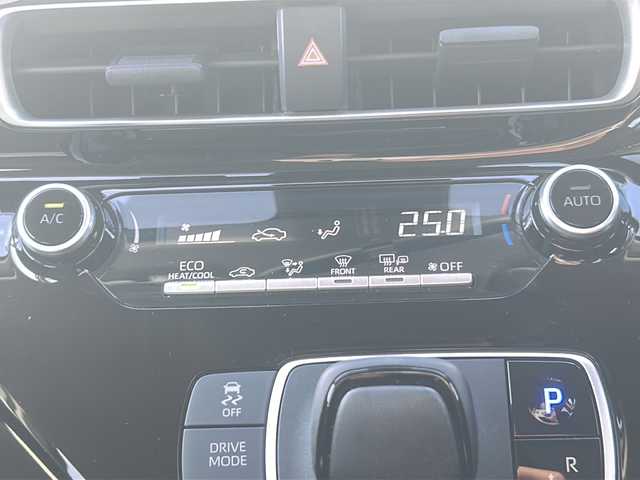 25.0
A/C
AUTO
ECO
HEAT/COOL
FRONT
REAR
OFF
OFF
DRIVE
MODE
P
R